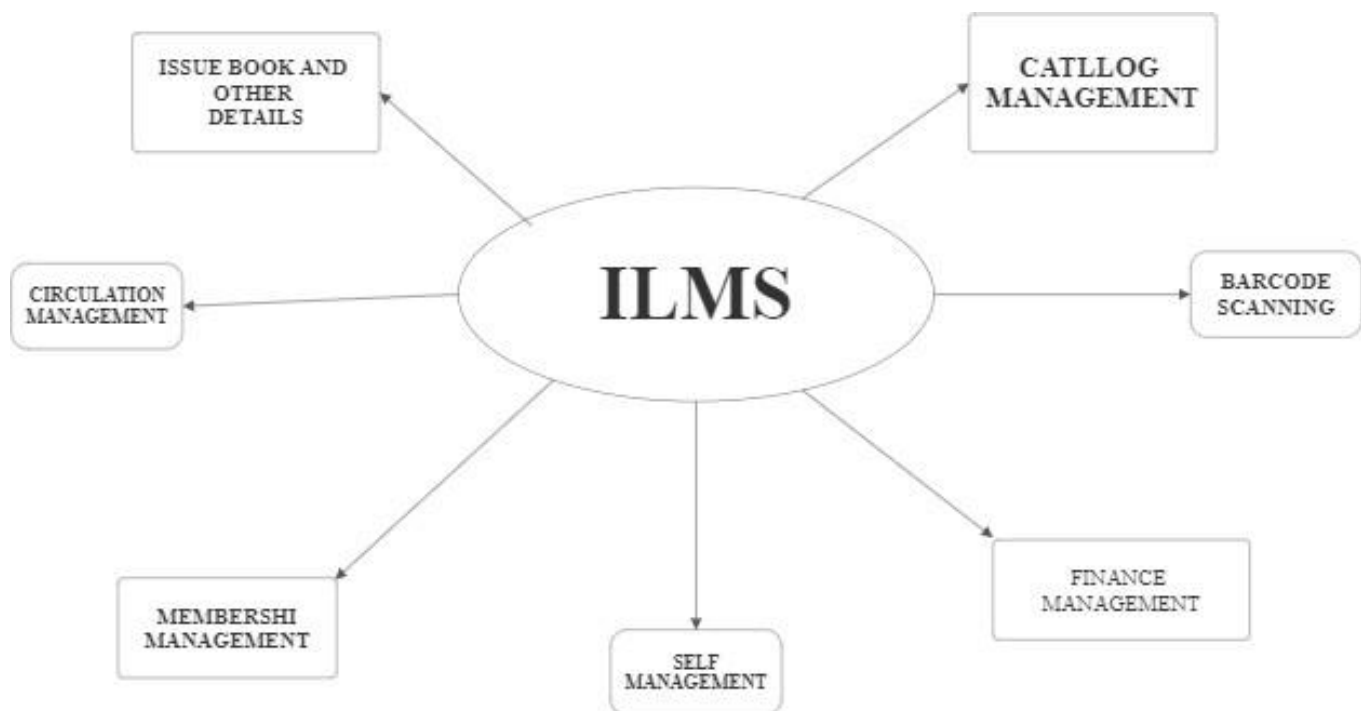 ISSUE BOOK AND
OTHER
DETAILS
CATLLOG
MANAGEMENT
ILMS
CIRCULATION
MANAGEMENT
BARCODE
SCANNING
MEMBERSHI
MANAGEMENT
SELF
MANAGEMENT
FINANCE
MANAGEMENT